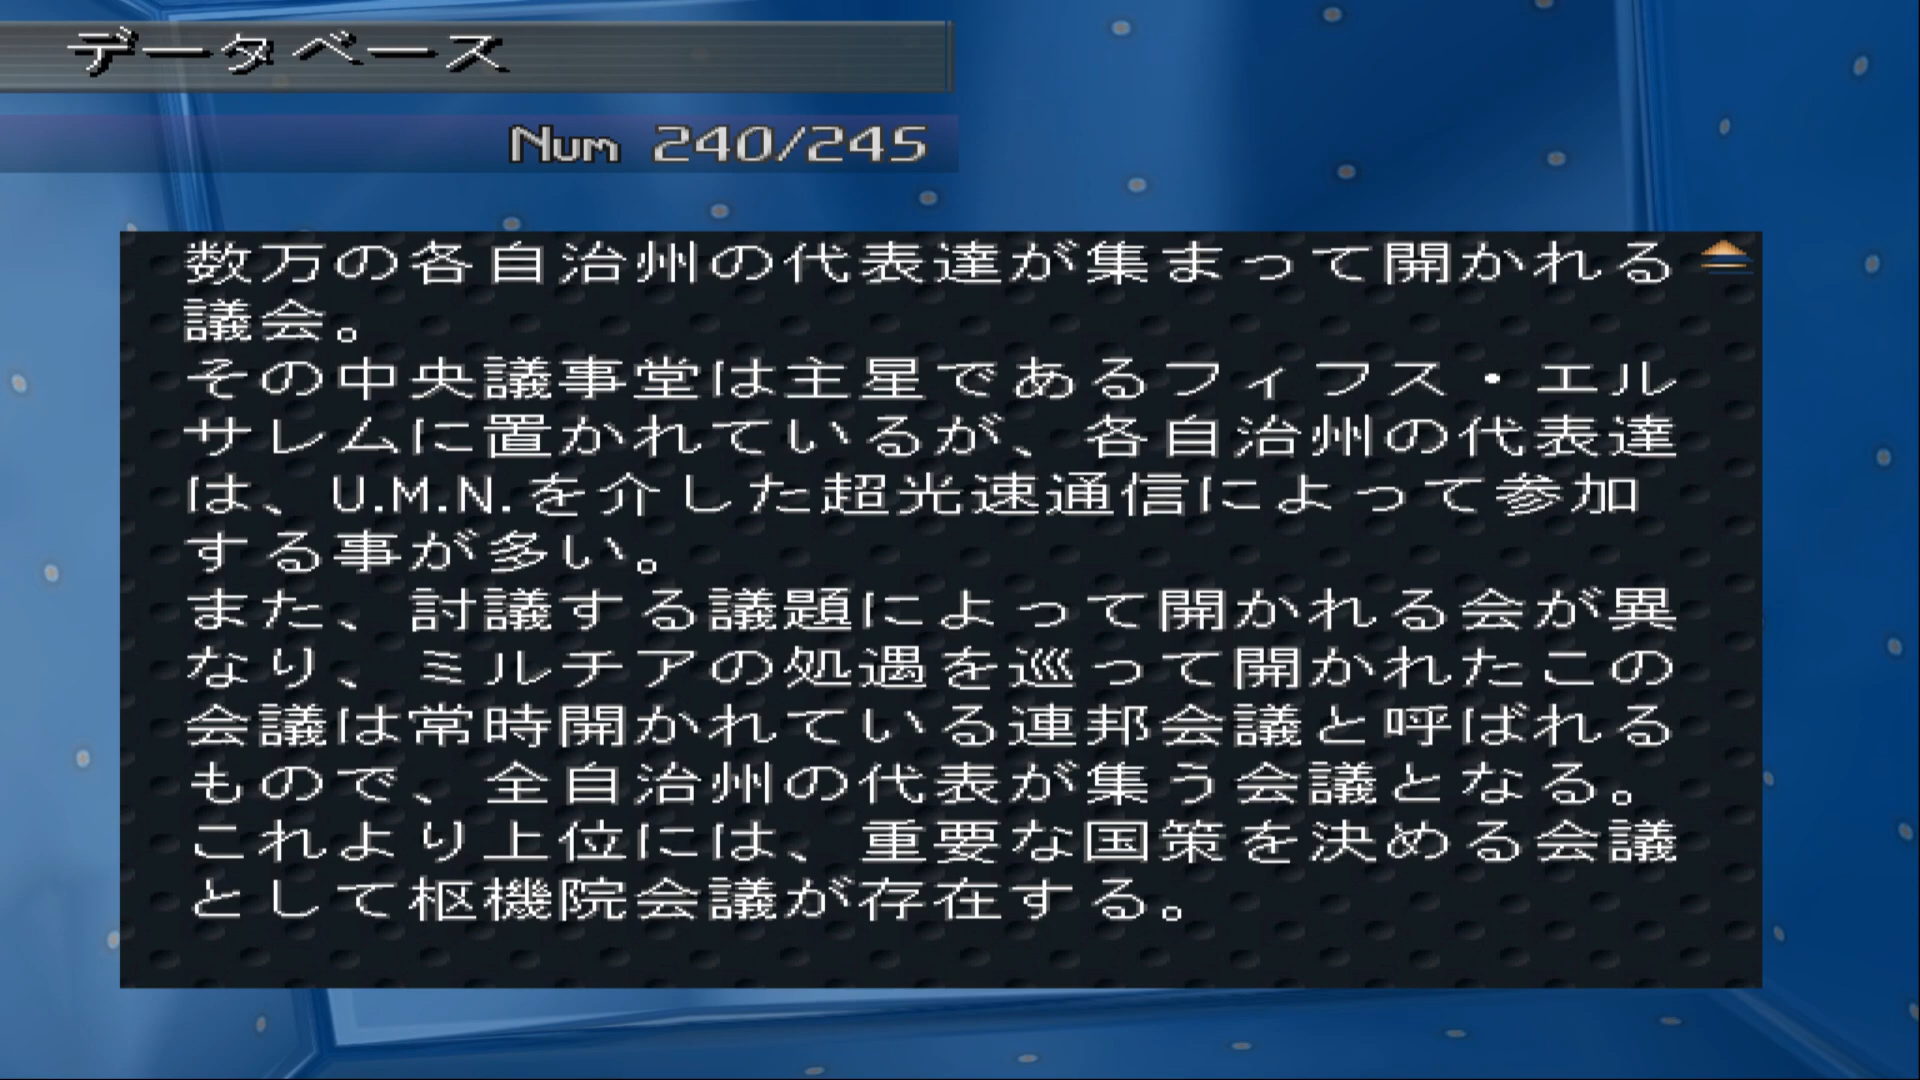 データベース
Num 240/245
数万の各自治州の代表達が集まって開かれる
議会。
その中央議事堂は主星であるフィフス・エル
サレムに置かれているが、各自治州の代表達
は、U.M.N.を介した超光速通信によって参加
する事が多い。
また、討議する議題によって開かれる会が異
なり、ミルチアの処遇を巡って開かれたこの
会議は常時開かれている連邦会議と呼ばれる
もので、全自治州の代表が集う会議となる。
これより上位には、重要な国策を決める会議
として枢機院会議が存在する。